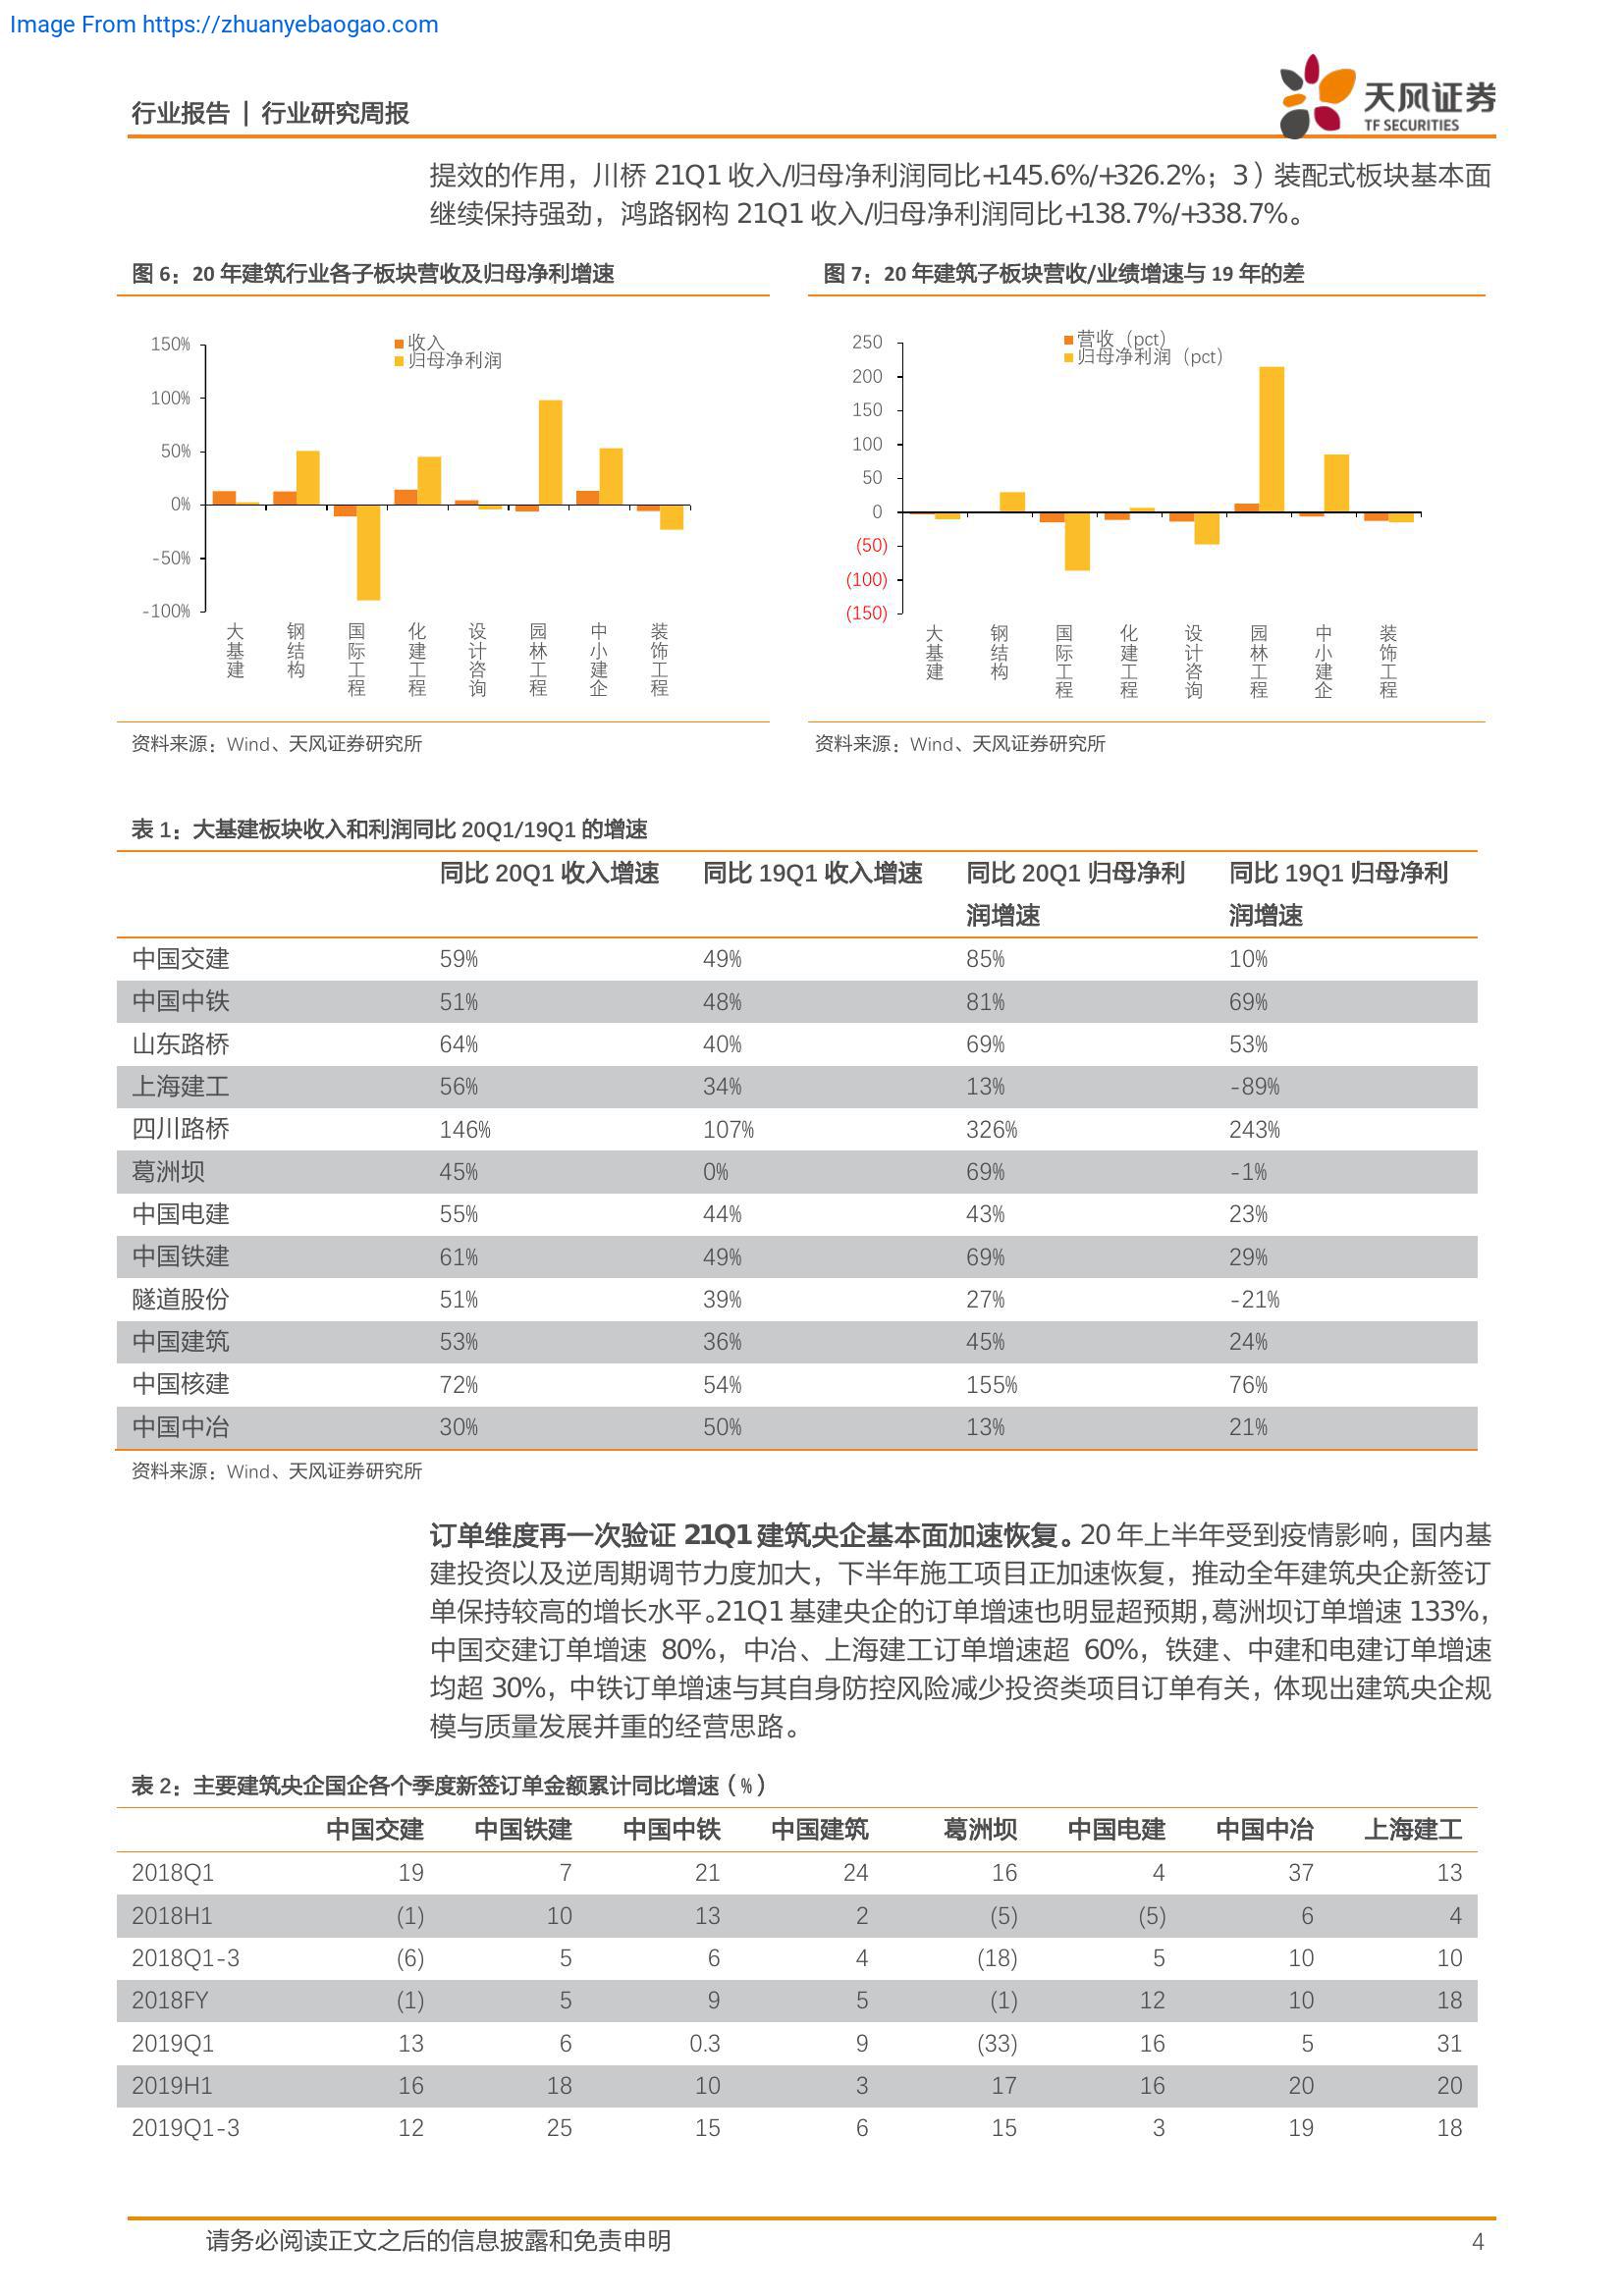 Image From https://zhuanyebaogao.com
行业报告 | 行业研究周报
天风证券
TF SECURITIES
提效的作用，川桥 21Q1 收入/归母净利润同比+145.6%/+326.2%；3）装配式板块基本面
继续保持强劲，鸿路钢构 21Q1 收入/归母净利润同比+138.7%/+338.7%。
图 6：20 年建筑行业各子板块营收及归母净利增速
收入
归母净利润
150%
100%
50%
0%
-50%
-100%
大基建 钢结构 国际工程 化建工程 设计咨询 园林工程 中小建企 装饰工程
资料来源：Wind、天风证券研究所
图 7：20 年建筑子板块营收/业绩增速与 19 年的差
营收（pct）
归母净利润（pct）
250
200
150
100
50
0
(50)
(100)
(150)
大基建 钢结构 国际工程 化建工程 设计咨询 园林工程 中小建企 装饰工程
资料来源：Wind、天风证券研究所
表 1：大基建板块收入和利润同比 20Q1/19Q1 的增速
同比 20Q1 收入增速 同比 19Q1 收入增速 同比 20Q1 归母净利 同比 19Q1 归母净利
润增速 润增速
中国交建 59% 49% 85% 10%
中国中铁 51% 48% 81% 69%
山东路桥 64% 40% 69% 53%
上海建工 56% 34% 13% -89%
四川路桥 146% 107% 326% 243%
葛洲坝 45% 0% 69% -1%
中国电建 55% 44% 43% 23%
中国铁建 61% 49% 69% 29%
隧道股份 51% 39% 27% -21%
中国建筑 53% 36% 45% 24%
中国核建 72% 54% 155% 76%
中国中冶 30% 50% 13% 21%
资料来源：Wind、天风证券研究所
订单维度再一次验证 21Q1 建筑央企基本面加速恢复。20 年上半年受到疫情影响，国内基
建投资以及逆周期调节力度加大，下半年施工项目正加速恢复，推动全年建筑央企新签订
单保持较高的增长水平。21Q1 基建央企的订单增速也明显超预期，葛洲坝订单增速 133%，
中国交建订单增速 80%，中冶、上海建工订单增速超 60%，铁建、中建和电建订单增速
均超 30%，中铁订单增速与其自身防控风险减少投资类项目订单有关，体现出建筑央企规
模与质量发展并重的经营思路。
表 2：主要建筑央企国企各个季度新签订单金额累计同比增速（%）
中国交建 中国铁建 中国中铁 中国建筑 葛洲坝 中国电建 中国中冶 上海建工
2018Q1 19 7 21 24 16 4 37 13
2018H1 (1) 10 13 2 (5) (5) 6 4
2018Q1-3 (6) 5 6 4 (18) 5 10 10
2018FY (1) 5 9 5 (1) 12 10 18
2019Q1 13 6 0.3 9 (33) 16 5 31
2019H1 16 18 10 3 17 16 20 20
2019Q1-3 12 25 15 6 15 3 19 18
请务必阅读正文之后的信息披露和免责申明 4